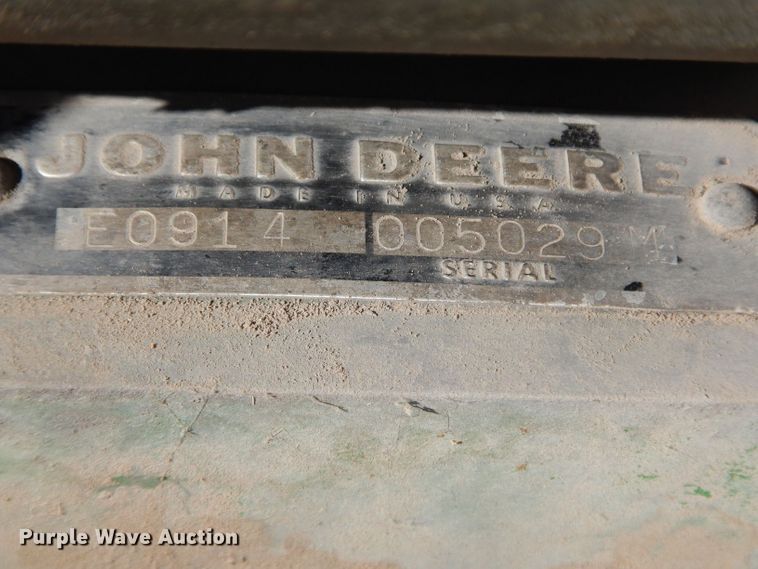 JOHN DEERE
MADE IN U.S.A.
E0914 005029 M
SERIAL
Purple Wave Auction